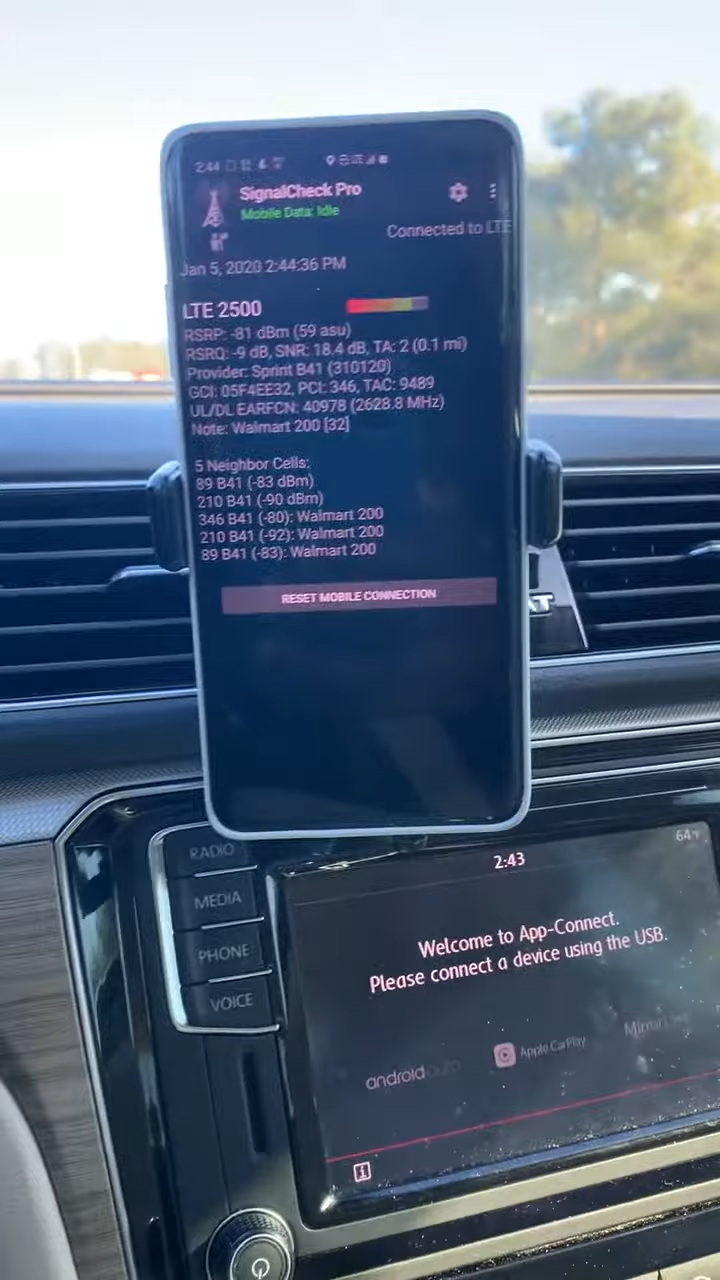 2:44
SignalCheck Pro
Mobile Data: Idle
Connected to LTE
Jan 5, 2020 2:44:36 PM
LTE 2500
RSRP: -81 dBm (59 asu)
RSRQ: -9 dB, SNR: 18.4 dB, TA: 2 (0.1 mi)
Provider: Sprint B41 (310120)
GCI: 05F4EE32, PCI: 346, TAC: 9489
UL/DL EARFCN: 40978 (2628.8 MHz)
Note: Walmart 200 [32]
5 Neighbor Cells:
89 B41 (-83 dBm)
210 B41 (-90 dBm)
346 B41 (-80): Walmart 200
210 B41 (-92): Walmart 200
89 B41 (-83): Walmart 200
RESET MOBILE CONNECTION
RADIO
MEDIA
PHONE
VOICE
2:43
64°F
Welcome to App-Connect.
Please connect a device using the USB.
androidauto
Apple CarPlay